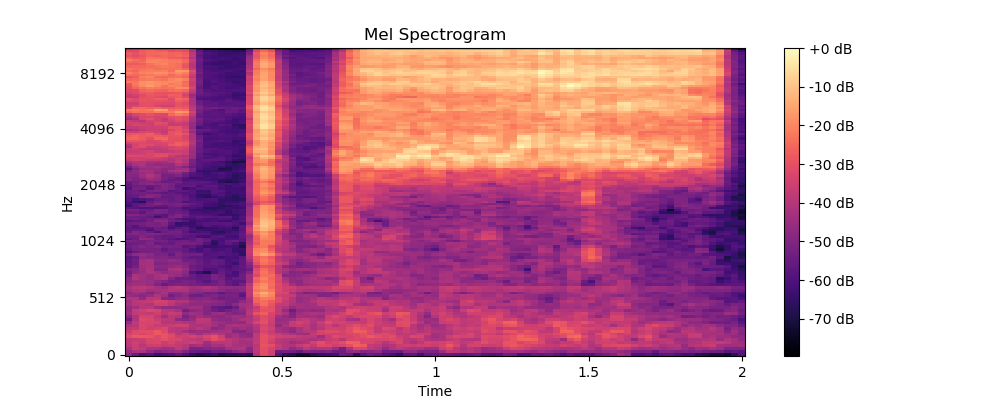 Mel Spectrogram
Hz
8192
4096
2048
1024
512
0
0 0.5 1 1.5 2
Time
+0 dB
-10 dB
-20 dB
-30 dB
-40 dB
-50 dB
-60 dB
-70 dB